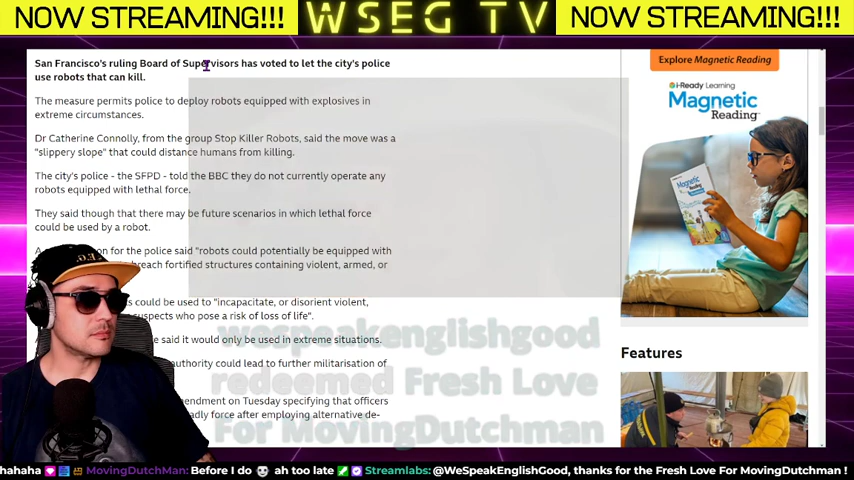 NOW STREAMING!!! WSEG TV NOW STREAMING!!!
San Francisco's ruling Board of Supervisors has voted to let the city's police
use robots that can kill.
The measure permits police to deploy robots equipped with explosives in
extreme circumstances.
Dr Catherine Connolly, from the group Stop Killer Robots, said the move was a
"slippery slope" that could distance humans from killing.
The city's police - the SFPD - told the BBC they do not currently operate any
robots equipped with lethal force.
They said though that there may be future scenarios in which lethal force
could be used by a robot.
for the police said "robots could potentially be equipped with
breach fortified structures containing violent, armed, or
could be used to "incapacitate, or disorient violent,
suspects who pose a risk of loss of life".
said it would only be used in extreme situations.
authority could lead to further militarisation of
on Tuesday specifying that officers
force after employing alternative de-
Explore Magnetic Reading
i-Ready Learning
Magnetic
Reading
Magnetic
Reading
Features
wespeakenglishgood
redeemed Fresh Love
For MovingDutchman
hahaha MovingDutchMan: Before I do ah too late Streamlabs: @WeSpeakEnglishGood, thanks for the Fresh Love For MovingDutchman !